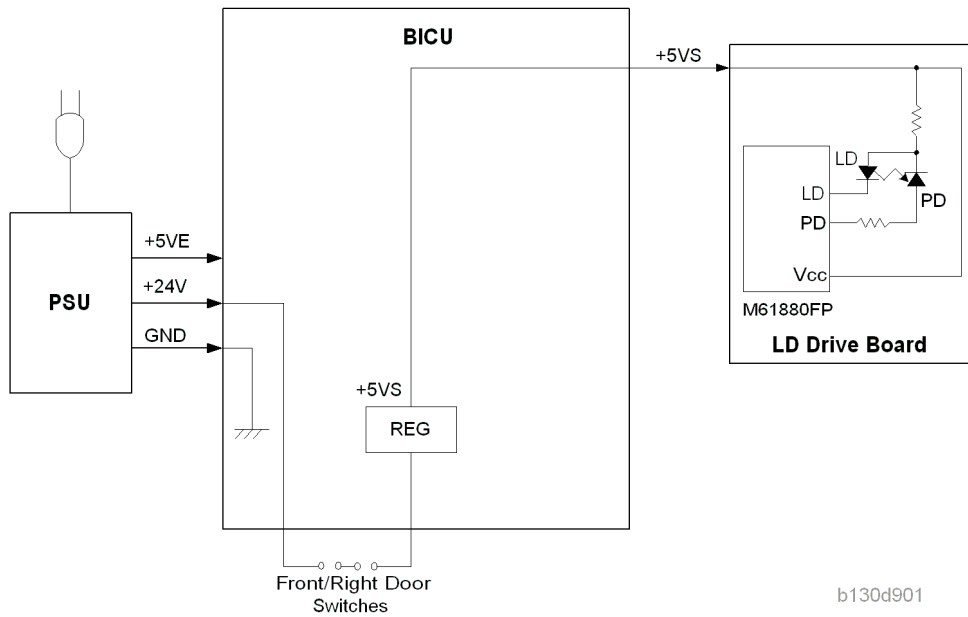 BICU
+5VS
LD
LD
PD
PD
Vcc
M61880FP
LD Drive Board
+5VE
+24V
GND
PSU
+5VS
REG
Front/Right Door
Switches
b130d901